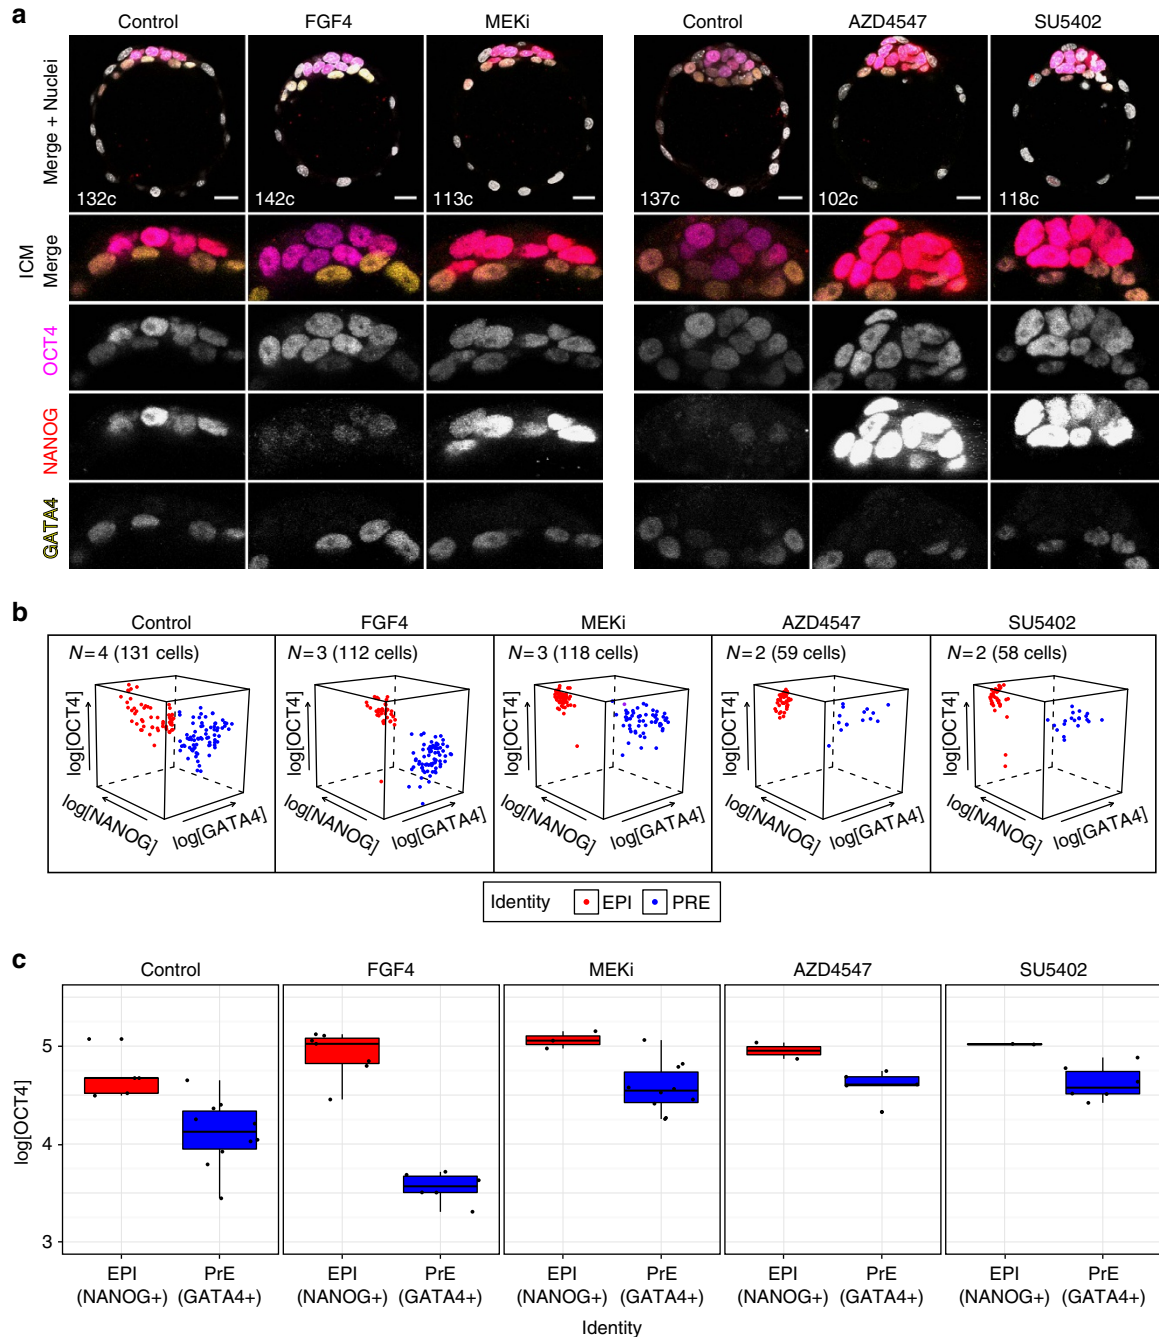 a
Control FGF4 MEKi Control AZD4547 SU5402
Merge + Nuclei
132c 142c 113c 137c 102c 118c
ICM
Merge
OCT4
NANOG
GATA4
b
Control FGF4 MEKi AZD4547 SU5402
N=4 (131 cells) N=3 (112 cells) N=3 (118 cells) N=2 (59 cells) N=2 (58 cells)
log[OCT4] log[OCT4] log[OCT4] log[OCT4] log[OCT4]
log[NANOG] log[GATA4] log[NANOG] log[GATA4] log[NANOG] log[GATA4] log[NANOG] log[GATA4] log[NANOG] log[GATA4]
Identity EPI PRE
c
Control FGF4 MEKi AZD4547 SU5402
log[OCT4]
5
4
3
EPI PrE EPI PrE EPI PrE EPI PrE EPI PrE
(NANOG+) (GATA4+) (NANOG+) (GATA4+) (NANOG+) (GATA4+) (NANOG+) (GATA4+) (NANOG+) (GATA4+)
Identity